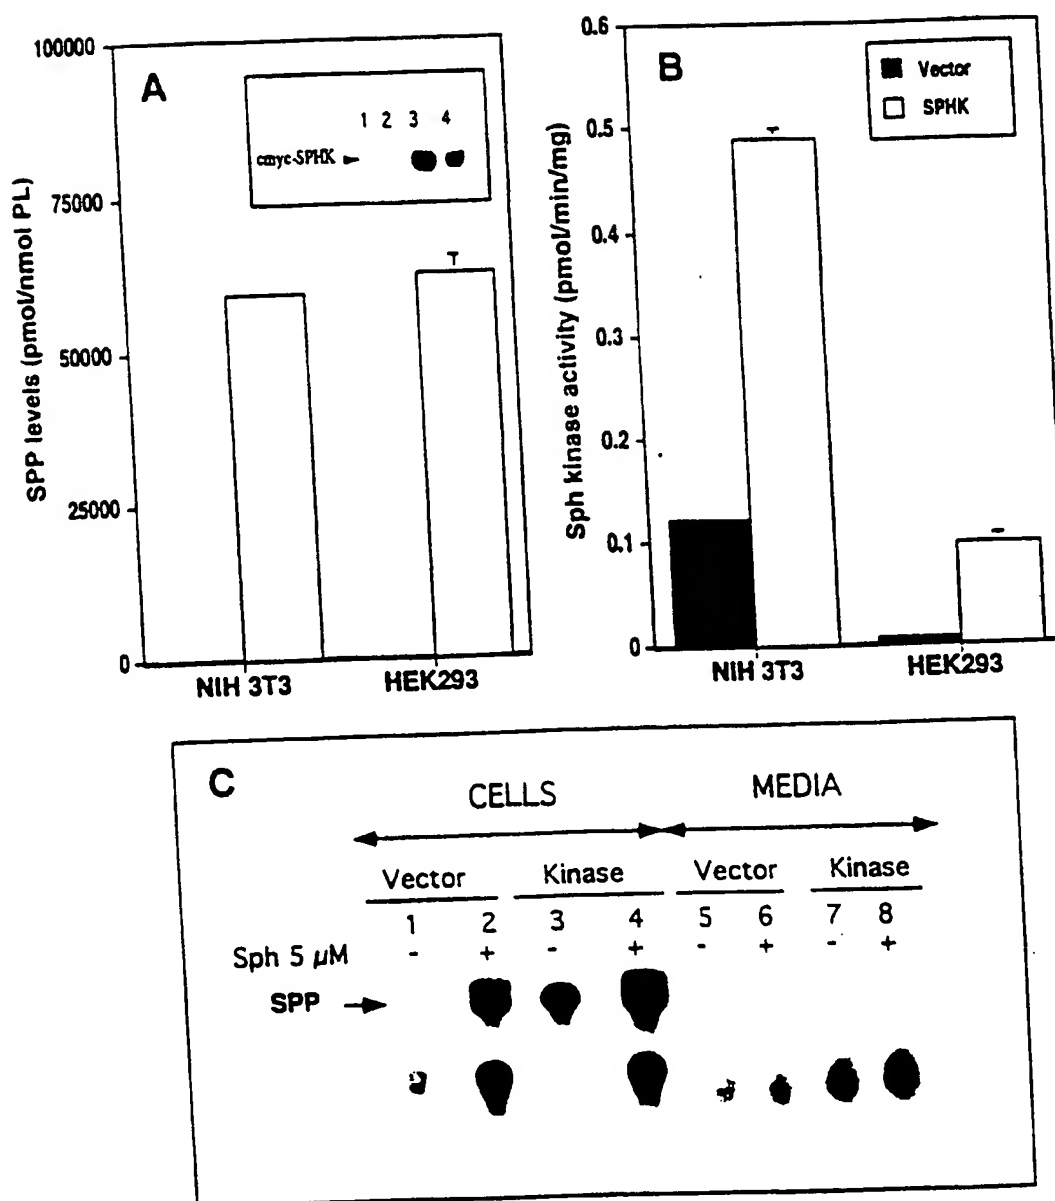 A
100000
75000
50000
25000
0
SPP levels (pmol/nmol PL)
1 2 3 4
cmyc-SPHK
NIH 3T3 HEK293
B
0.6
0.5
0.4
0.3
0.2
0.1
0
Sph kinase activity (pmol/min/mg)
Vector
SPHK
NIH 3T3 HEK293
C
CELLS MEDIA
Vector Kinase Vector Kinase
1 2 3 4 5 6 7 8
Sph 5 µM - + - + - + - +
SPP